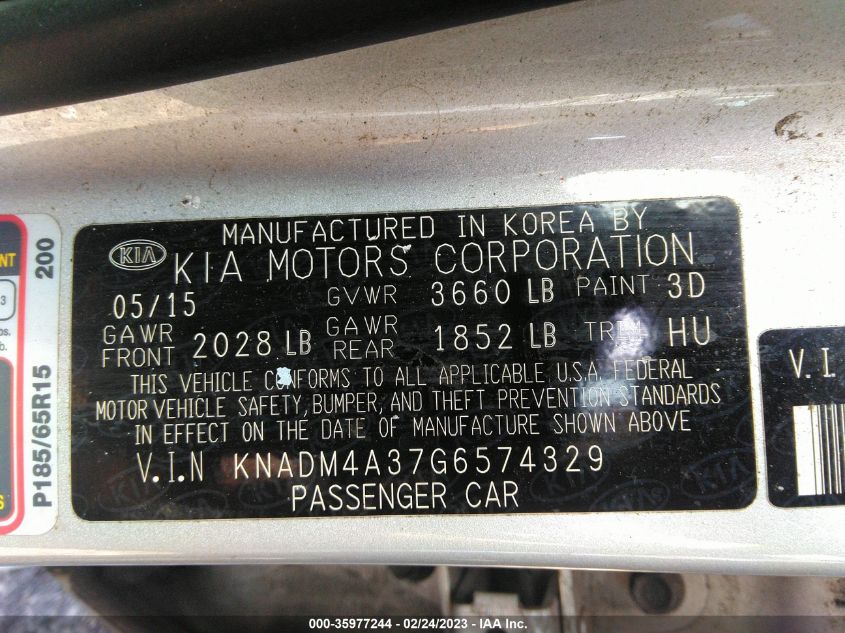 MANUFACTURED IN KOREA BY
KIA KIA MOTORS CORPORATION
05/15 GVWR 3660 LB PAINT 3D
GAWR FRONT 2028 LB GAWR REAR 1852 LB TRIM HU
THIS VEHICLE CONFORMS TO ALL APPLICABLE U.S.A. FEDERAL
MOTOR VEHICLE SAFETY, BUMPER, AND THEFT PREVENTION STANDARDS
IN EFFECT ON THE DATE OF MANUFACTURE SHOWN ABOVE
V.I.N KNADM4A37G6574329
PASSENGER CAR
P185/65R15 200
V.I.
000-35977244 - 02/24/2023 - IAA Inc.